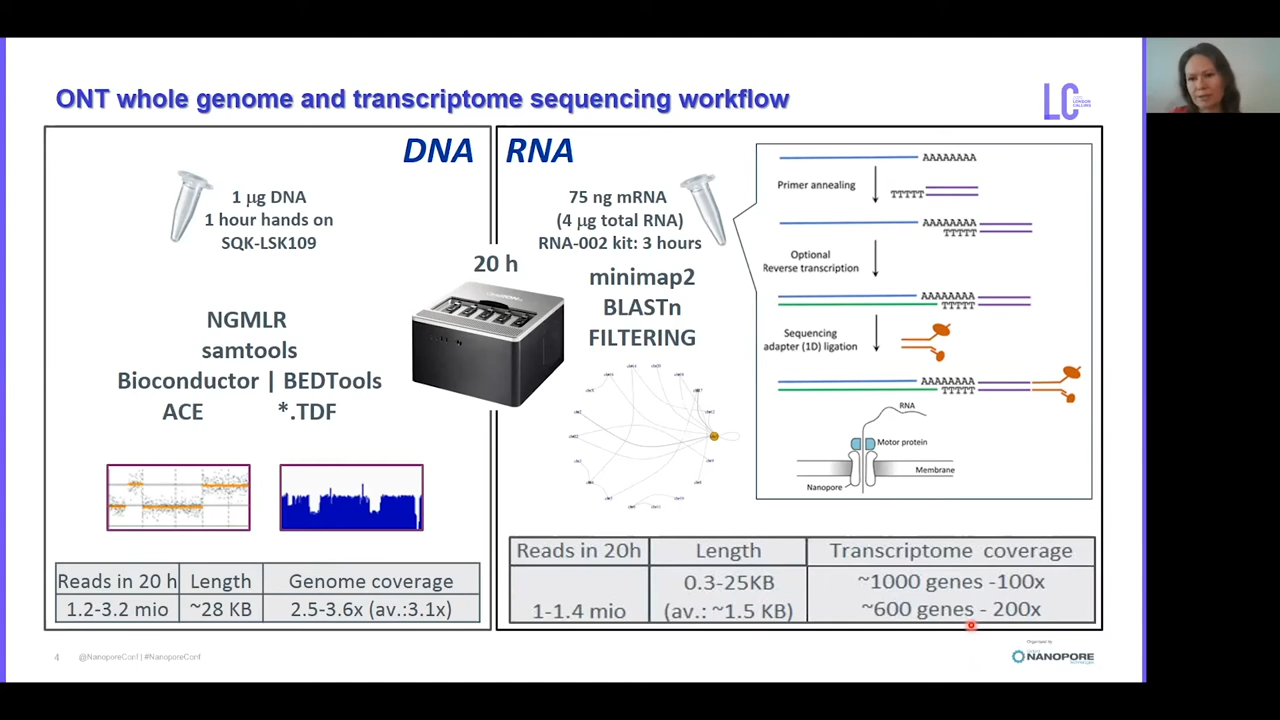 ONT whole genome and transcriptome sequencing workflow
LC
LONDON
CALLING
DNA
1 µg DNA
1 hour hands on
SQK-LSK109
NGMLR
samtools
Bioconductor | BEDTools
ACE *.TDF
Reads in 20 h Length Genome coverage
1.2-3.2 mio ~28 KB 2.5-3.6x (av.:3.1x)
20 h
RNA
75 ng mRNA
(4 µg total RNA)
RNA-002 kit: 3 hours
minimap2
BLASTn
FILTERING
AAAAAAAA
Primer annealing
TTTTT
AAAAAAAA
TTTTT
Optional
Reverse transcription
AAAAAAAA
TTTTT
Sequencing
adapter (1D) ligation
AAAAAAAA
TTTTT
RNA
Motor protein
Membrane
Nanopore
Reads in 20h Length Transcriptome coverage
0.3-25KB ~1000 genes -100x
1-1.4 mio (av.: ~1.5 KB) ~600 genes - 200x
4 @NanoporeConf | #NanoporeConf
Organised by
NANOPORE